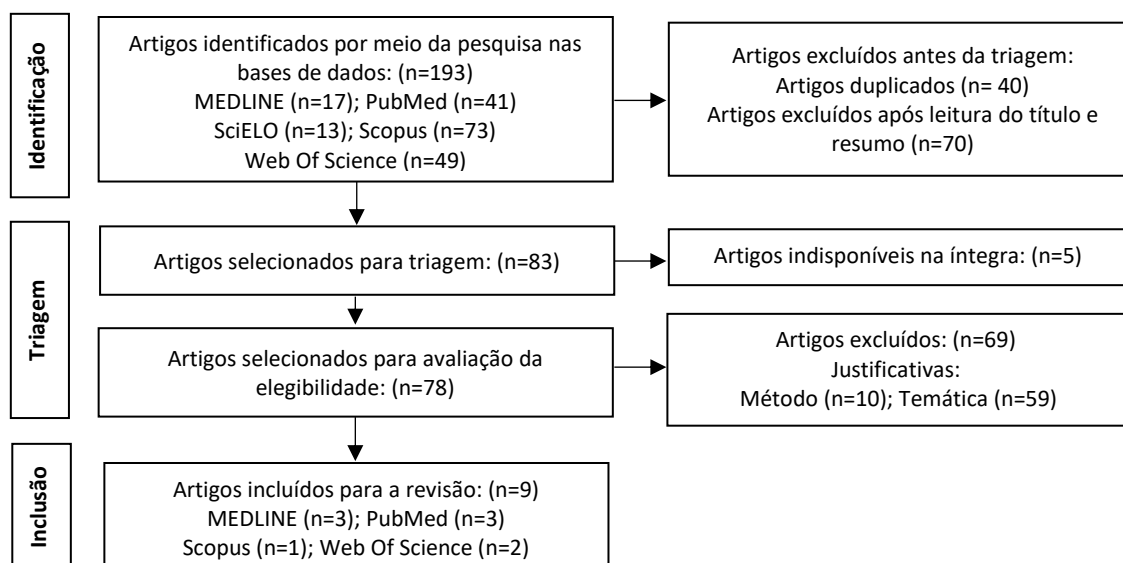 Identificação
Artigos identificados por meio da pesquisa nas
bases de dados: (n=193)
MEDLINE (n=17); PubMed (n=41)
SciELO (n=13); Scopus (n=73)
Web Of Science (n=49)
Artigos excluídos antes da triagem:
Artigos duplicados (n= 40)
Artigos excluídos após leitura do título e
resumo (n=70)
Triagem
Artigos selecionados para triagem: (n=83)
Artigos indisponíveis na íntegra: (n=5)
Artigos selecionados para avaliação da
elegibilidade: (n=78)
Artigos excluídos: (n=69)
Justificativas:
Método (n=10); Temática (n=59)
Inclusão
Artigos incluídos para a revisão: (n=9)
MEDLINE (n=3); PubMed (n=3)
Scopus (n=1); Web Of Science (n=2)